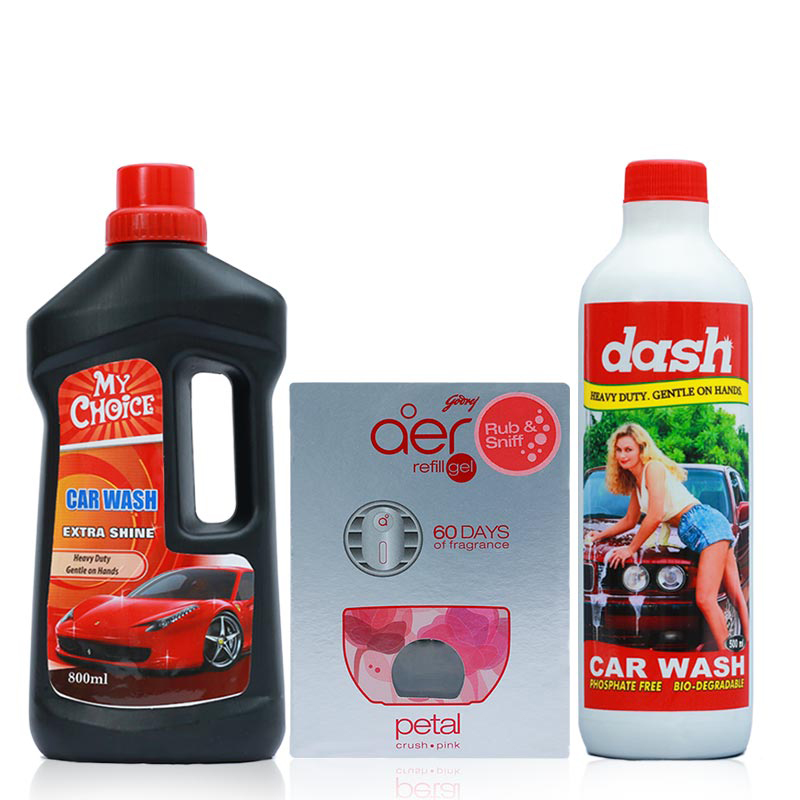 MY
CHOICE
CAR WASH
EXTRA SHINE
Heavy Duty
Gentle on Hands
800ml
Godrej
aer
refill gel
Rub &
Sniff
60 DAYS
of fragrance
petal
crush • pink
dash
HEAVY DUTY. GENTLE ON HANDS.
500 ml
CAR WASH
PHOSPHATE FREE BIO-DEGRADABLE